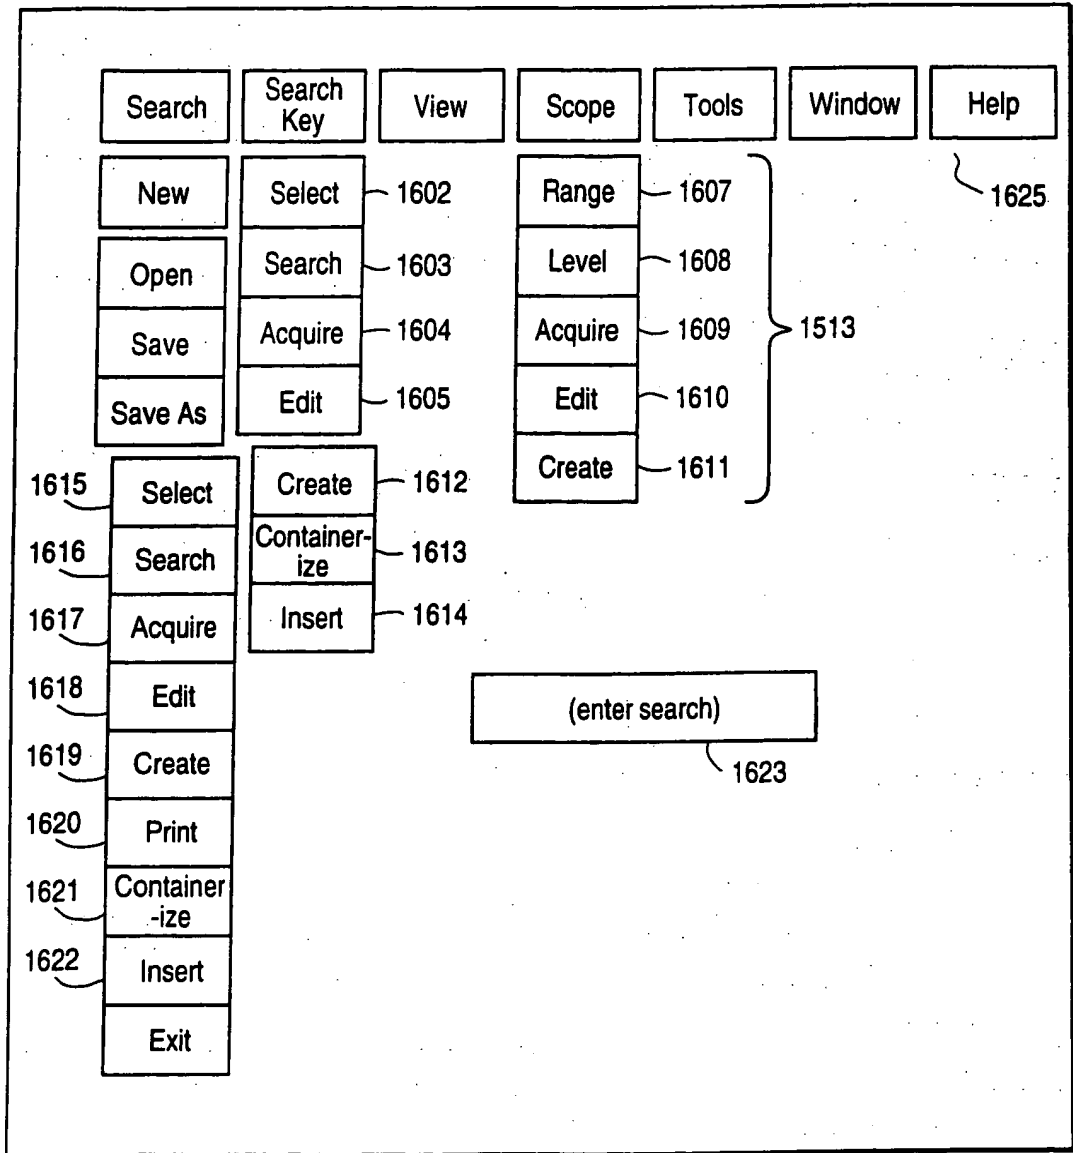 Search
Search
Key
View
Scope
Tools
Window
Help
1625
New
Open
Save
Save As
Select 1602
Search 1603
Acquire 1604
Edit 1605
Range 1607
Level 1608
Acquire 1609
Edit 1610
Create 1611
1513
1615 Select
1616 Search
1617 Acquire
1618 Edit
1619 Create
1620 Print
1621 Container
-ize
1622 Insert
Exit
Create 1612
Container-
ize 1613
Insert 1614
(enter search)
1623